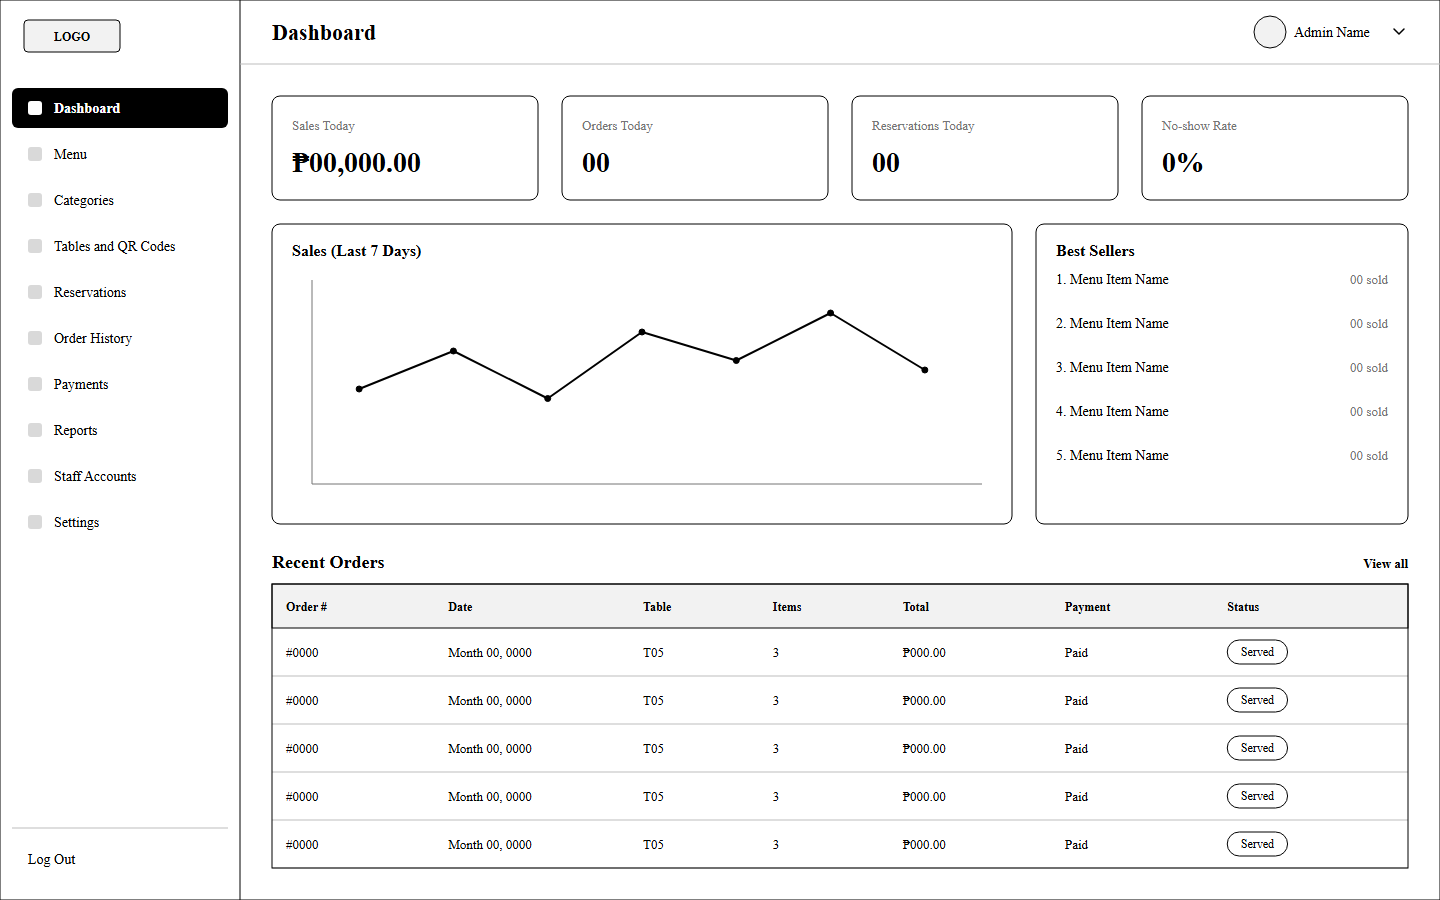 LOGO
Dashboard
Admin Name
Dashboard
Menu
Categories
Tables and QR Codes
Reservations
Order History
Payments
Reports
Staff Accounts
Settings
Log Out
Sales Today
₱00,000.00
Orders Today
00
Reservations Today
00
No-show Rate
0%
Sales (Last 7 Days)
Best Sellers
1. Menu Item Name 00 sold
2. Menu Item Name 00 sold
3. Menu Item Name 00 sold
4. Menu Item Name 00 sold
5. Menu Item Name 00 sold
Recent Orders View all
Order # Date Table Items Total Payment Status
#0000 Month 00, 0000 T05 3 ₱000.00 Paid Served
#0000 Month 00, 0000 T05 3 ₱000.00 Paid Served
#0000 Month 00, 0000 T05 3 ₱000.00 Paid Served
#0000 Month 00, 0000 T05 3 ₱000.00 Paid Served
#0000 Month 00, 0000 T05 3 ₱000.00 Paid Served